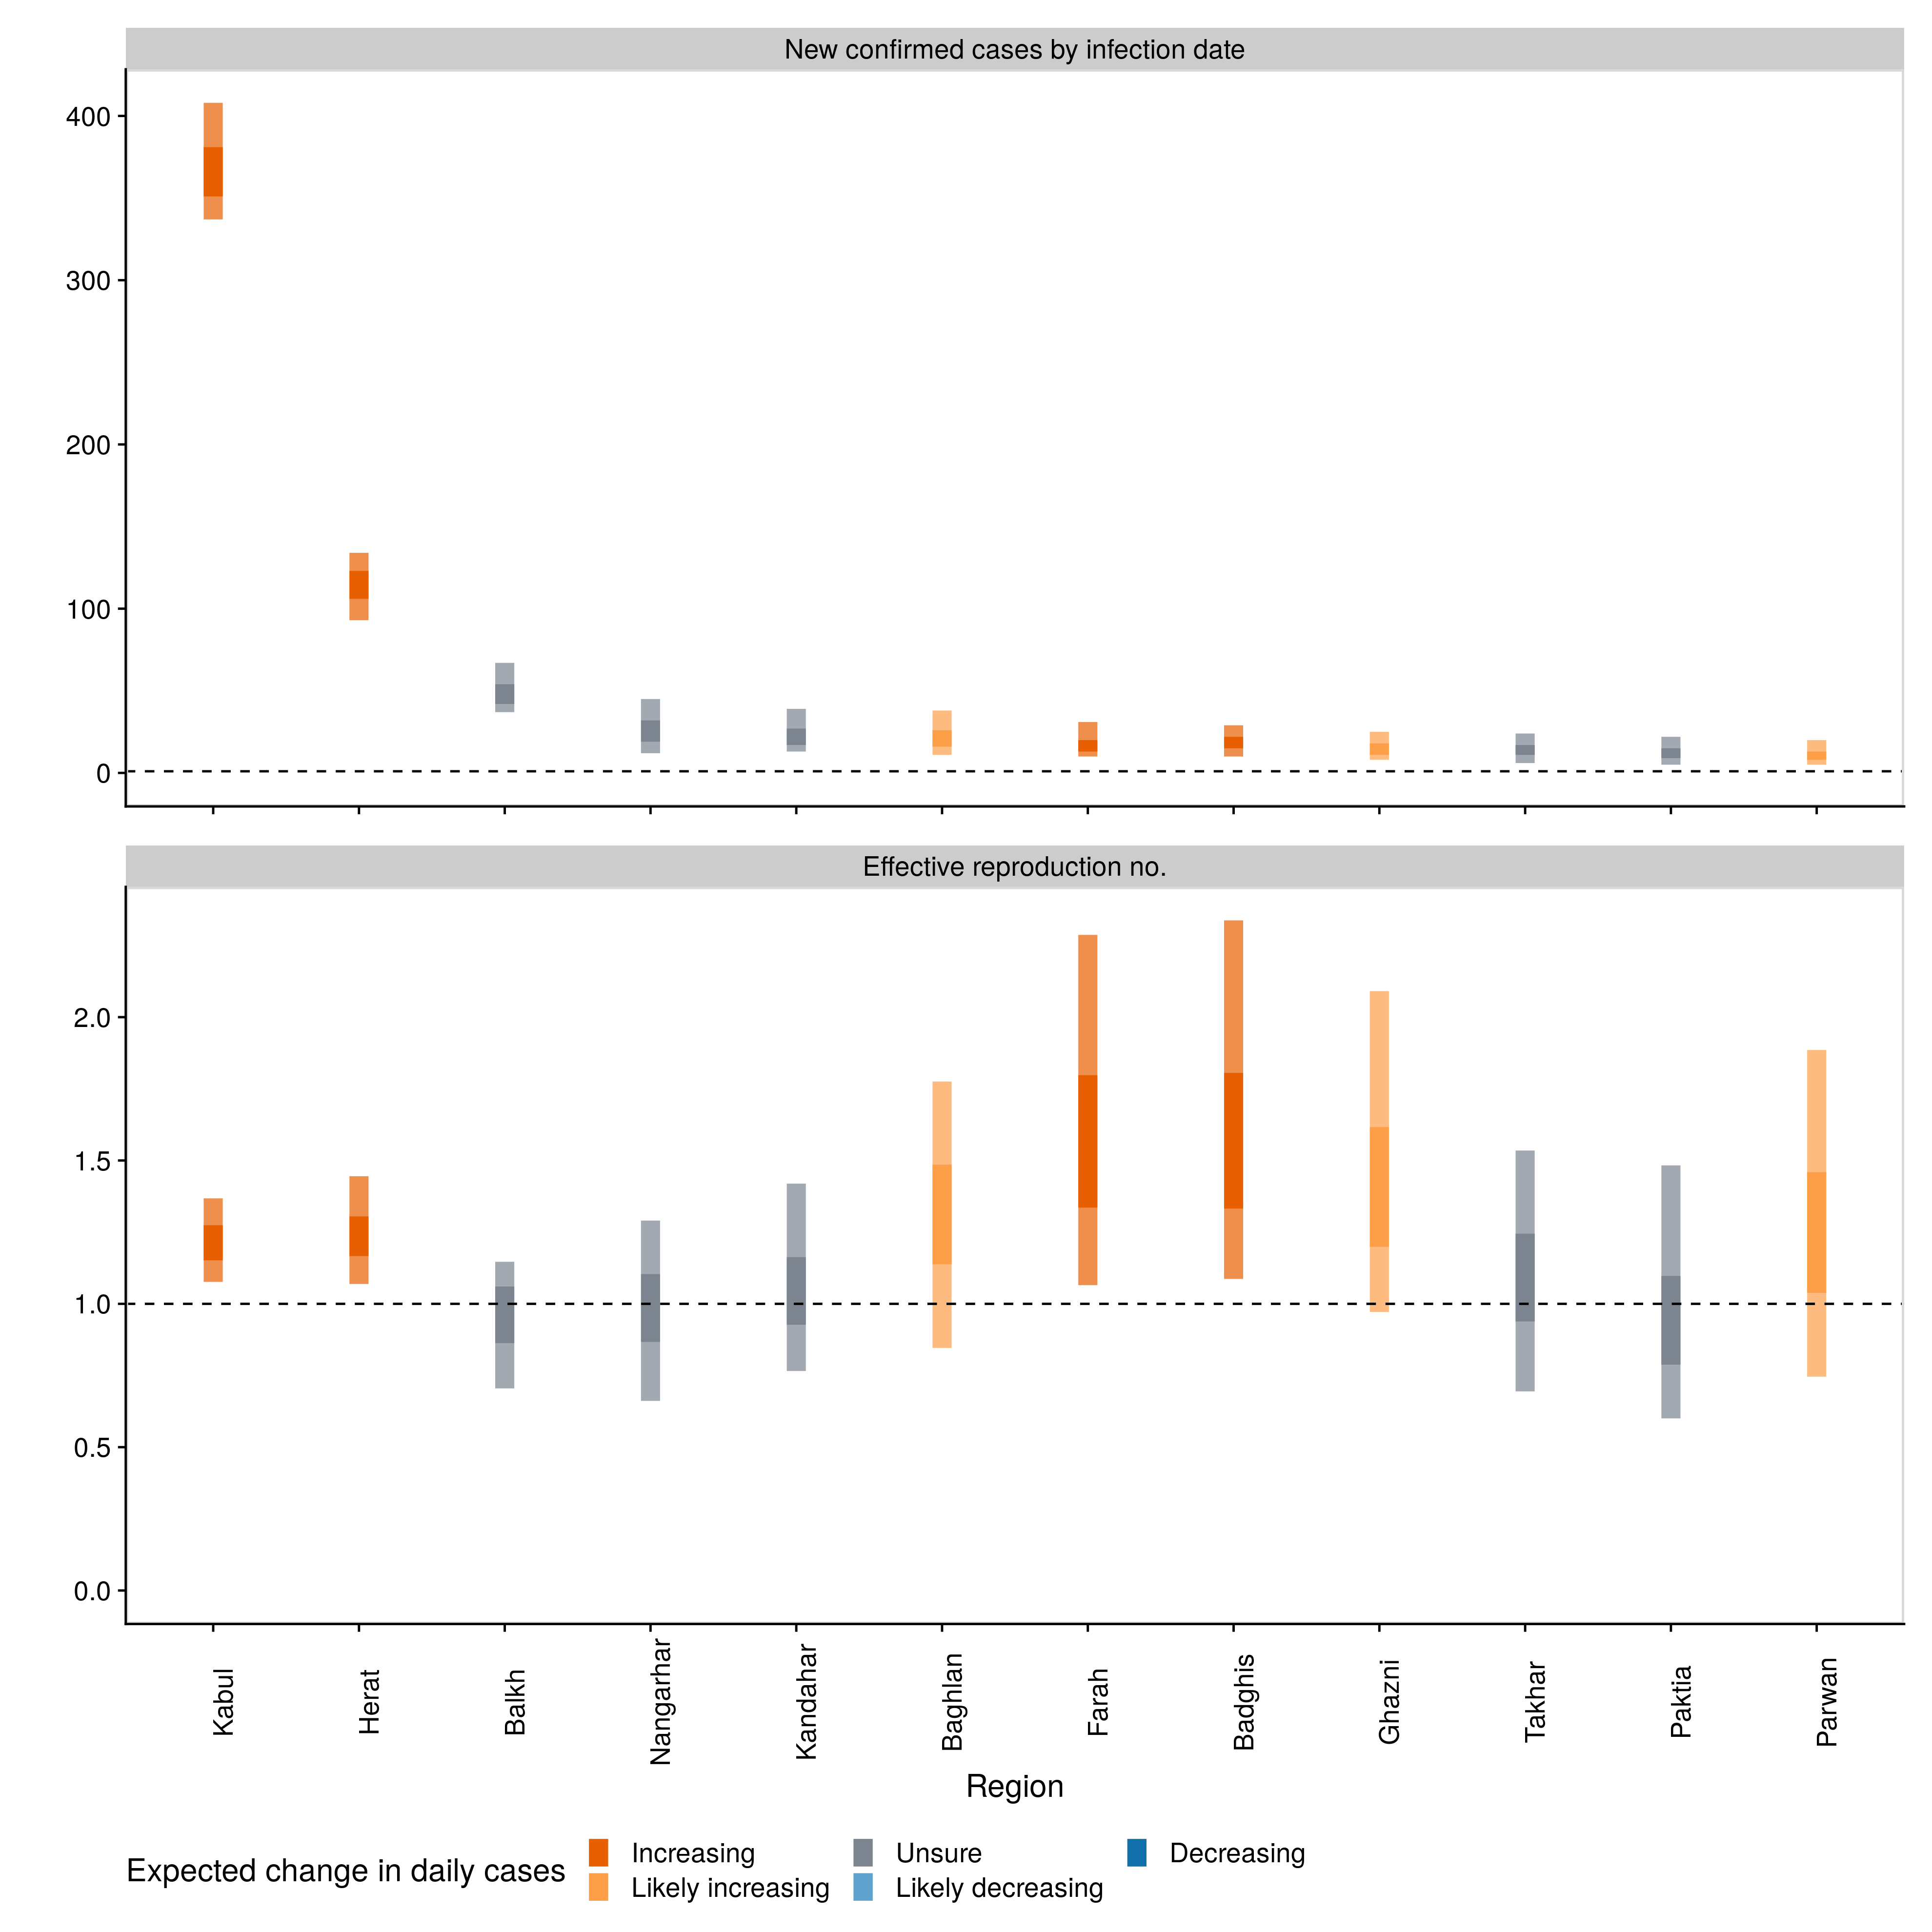 New confirmed cases by infection date
400
300
200
100
0
Effective reproduction no.
2.0
1.5
1.0
0.5
0.0
Kabul
Herat
Balkh
Nangarhar
Kandahar
Baghlan
Farah
Badghis
Ghazni
Takhar
Paktia
Parwan
Region
Expected change in daily cases
Increasing
Likely increasing
Unsure
Likely decreasing
Decreasing